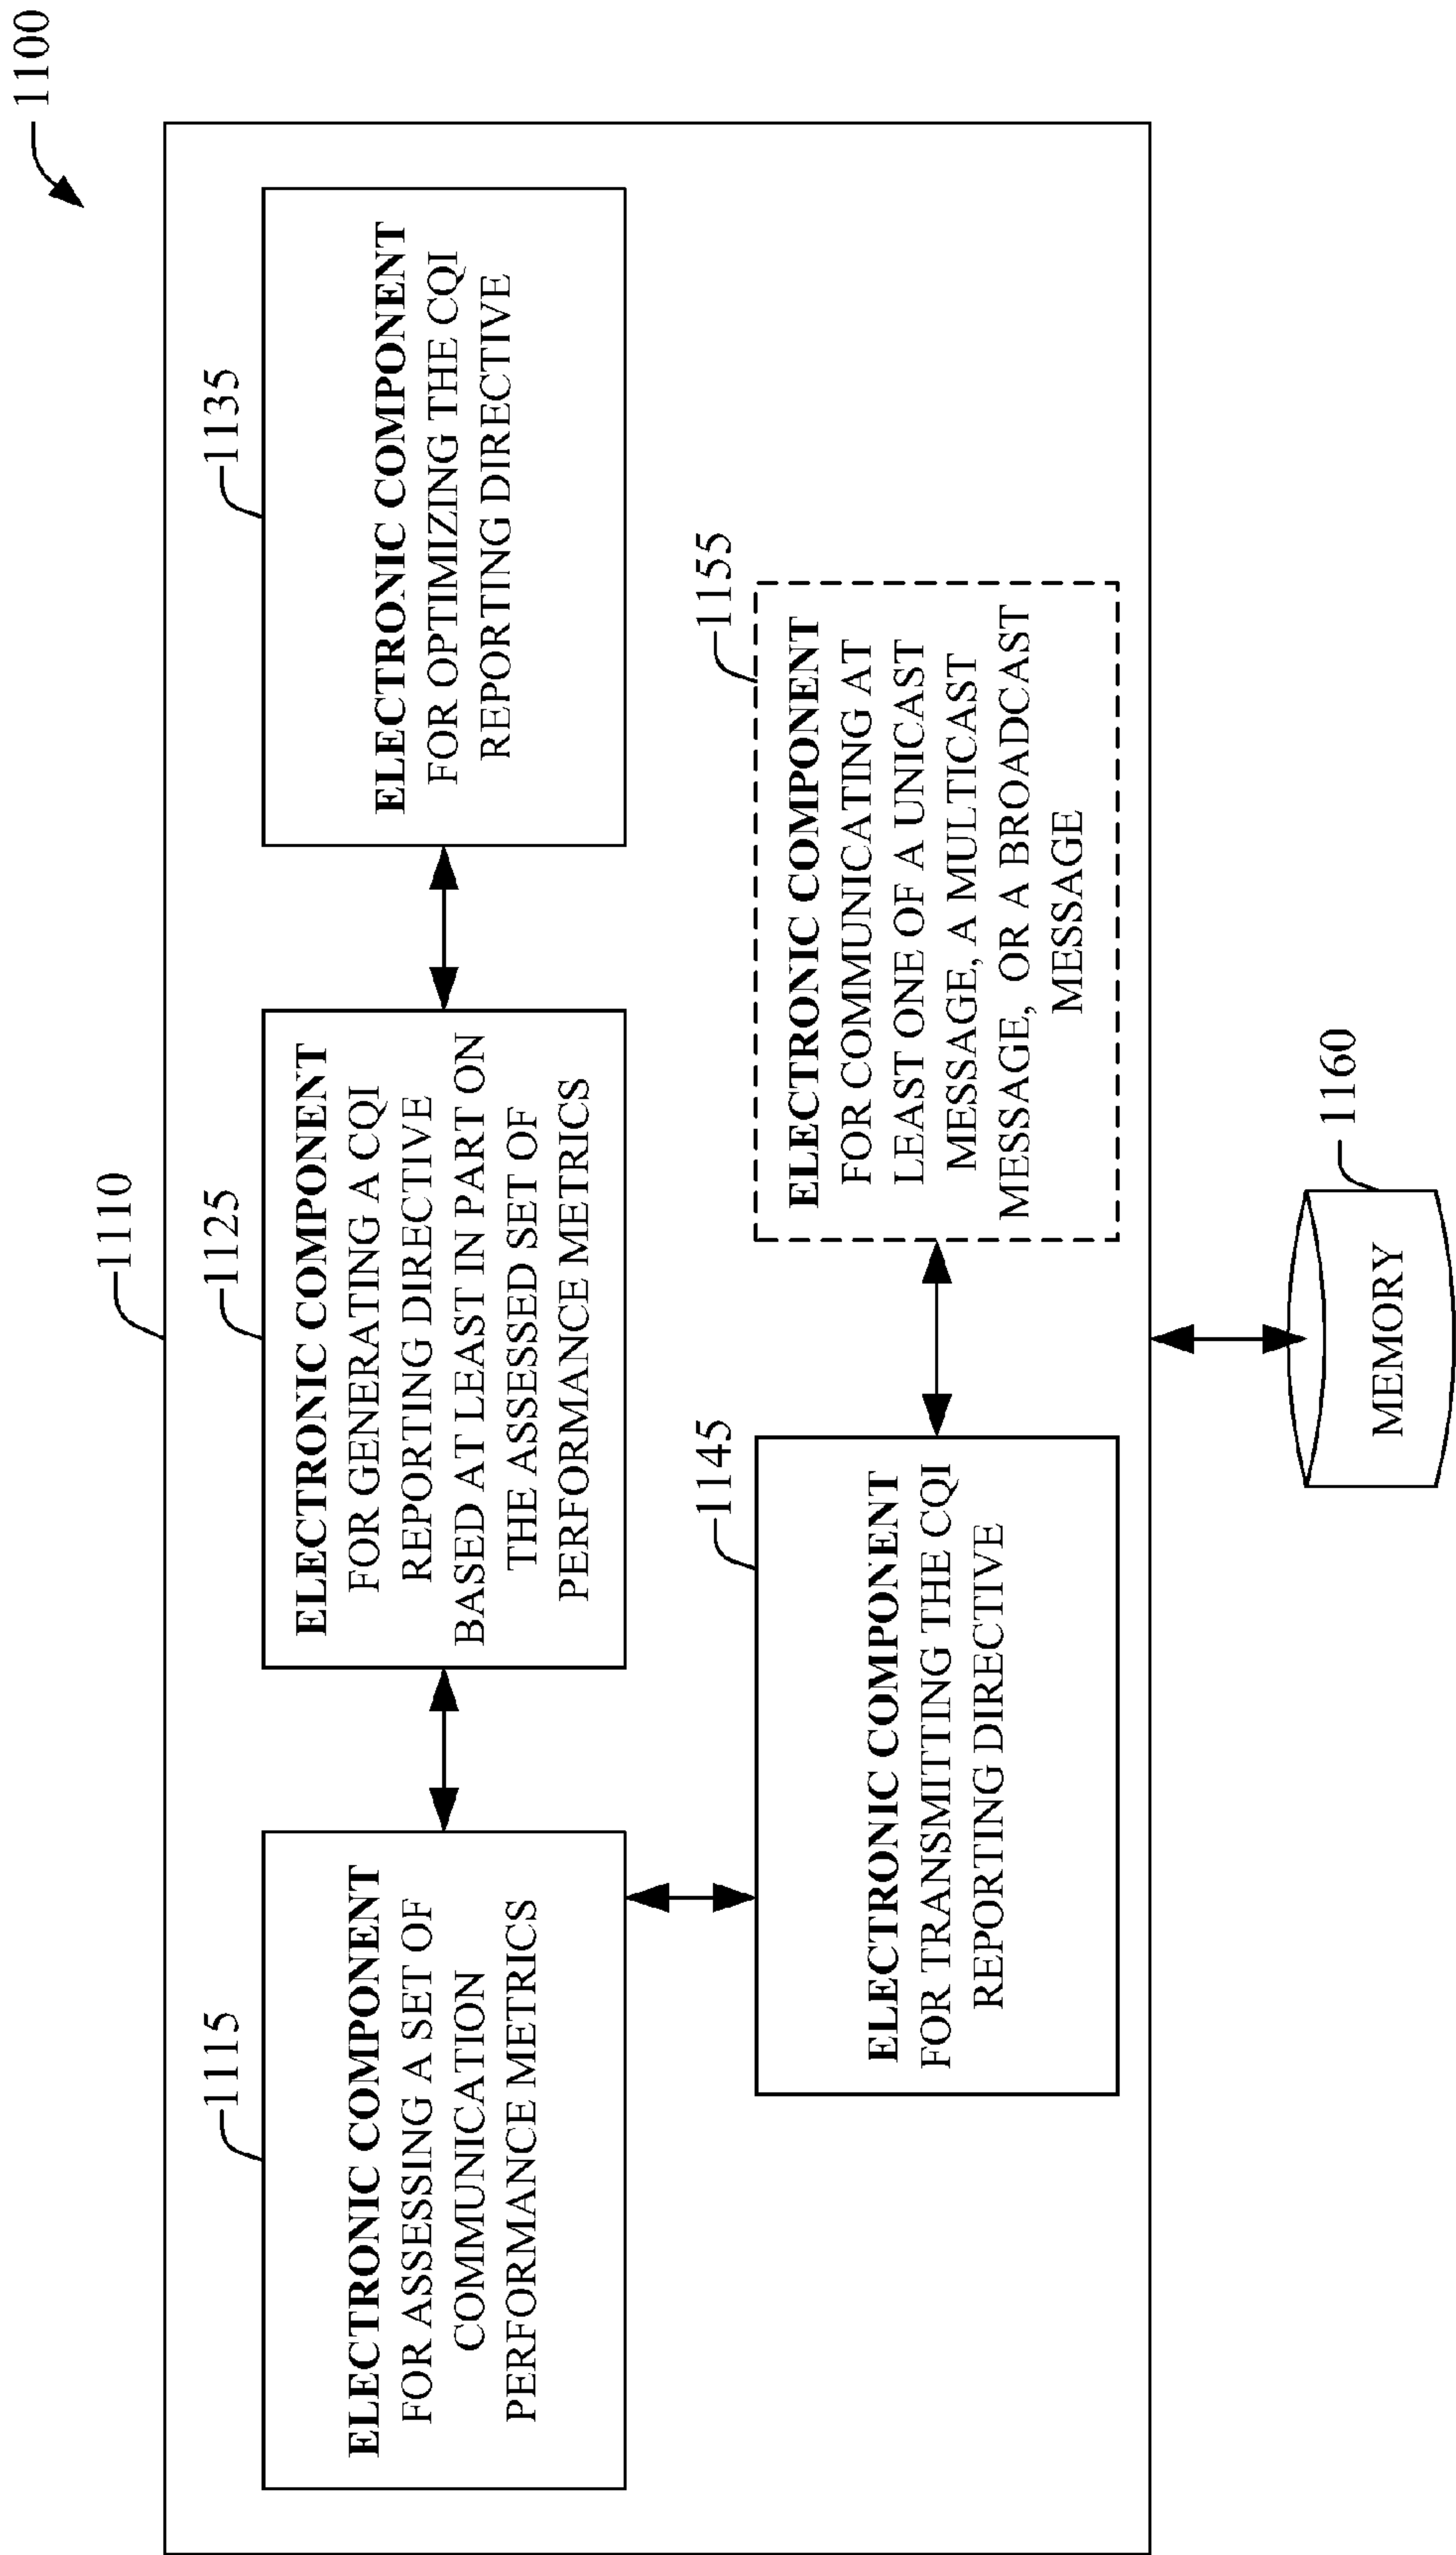 1100
1110
1115
ELECTRONIC COMPONENT
FOR ASSESSING A SET OF
COMMUNICATION
PERFORMANCE METRICS
1125
ELECTRONIC COMPONENT
FOR GENERATING A CQI
REPORTING DIRECTIVE
BASED AT LEAST IN PART ON
THE ASSESSED SET OF
PERFORMANCE METRICS
1135
ELECTRONIC COMPONENT
FOR OPTIMIZING THE CQI
REPORTING DIRECTIVE
1145
ELECTRONIC COMPONENT
FOR TRANSMITTING THE CQI
REPORTING DIRECTIVE
1155
ELECTRONIC COMPONENT
FOR COMMUNICATING AT
LEAST ONE OF A UNICAST
MESSAGE, A MULTICAST
MESSAGE, OR A BROADCAST
MESSAGE
1160
MEMORY